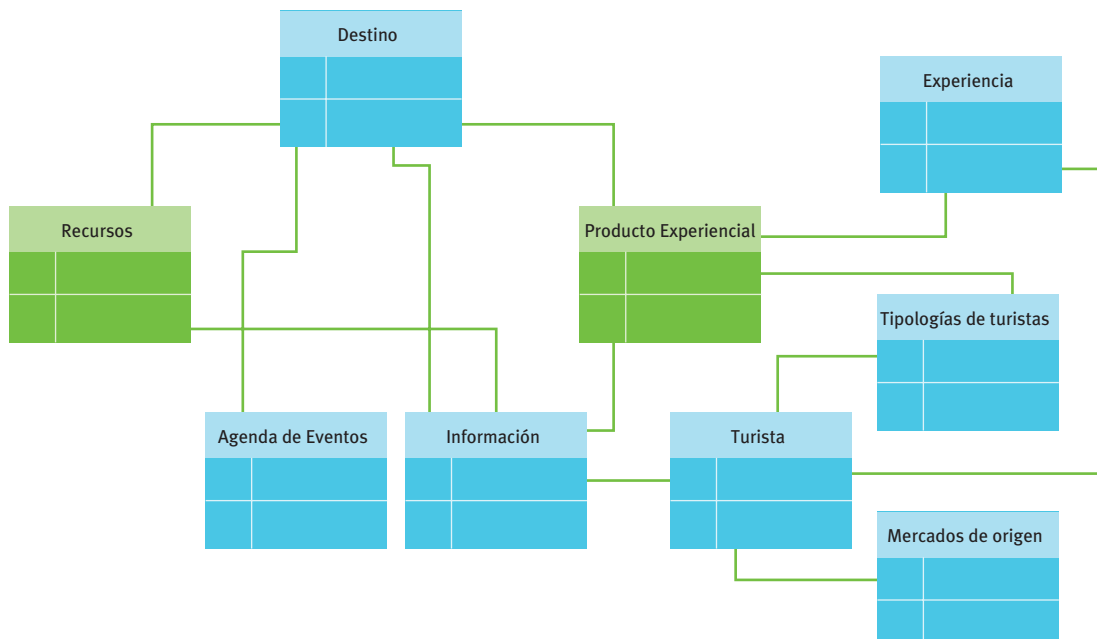 Destino
Experiencia
Recursos
Producto Experiencial
Tipologías de turistas
Agenda de Eventos
Información
Turista
Mercados de origen